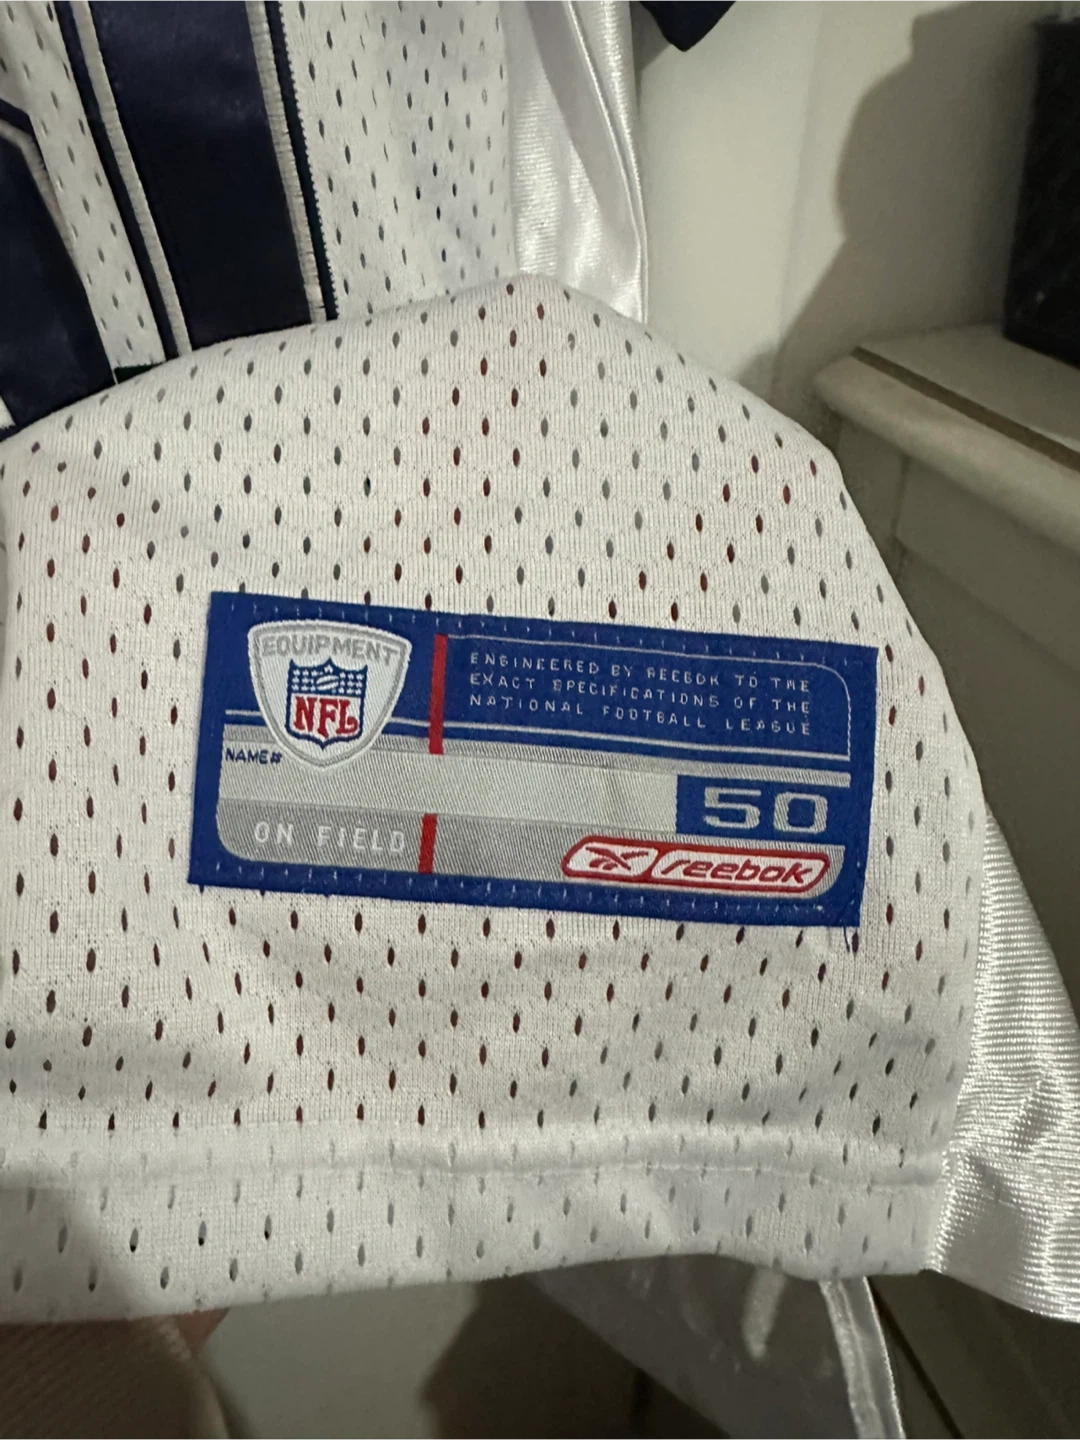 EQUIPMENT
NFL
ENGINEERED BY REEBOK TO THE
EXACT SPECIFICATIONS OF THE
NATIONAL FOOTBALL LEAGUE
NAME#
50
ON FIELD
reebok